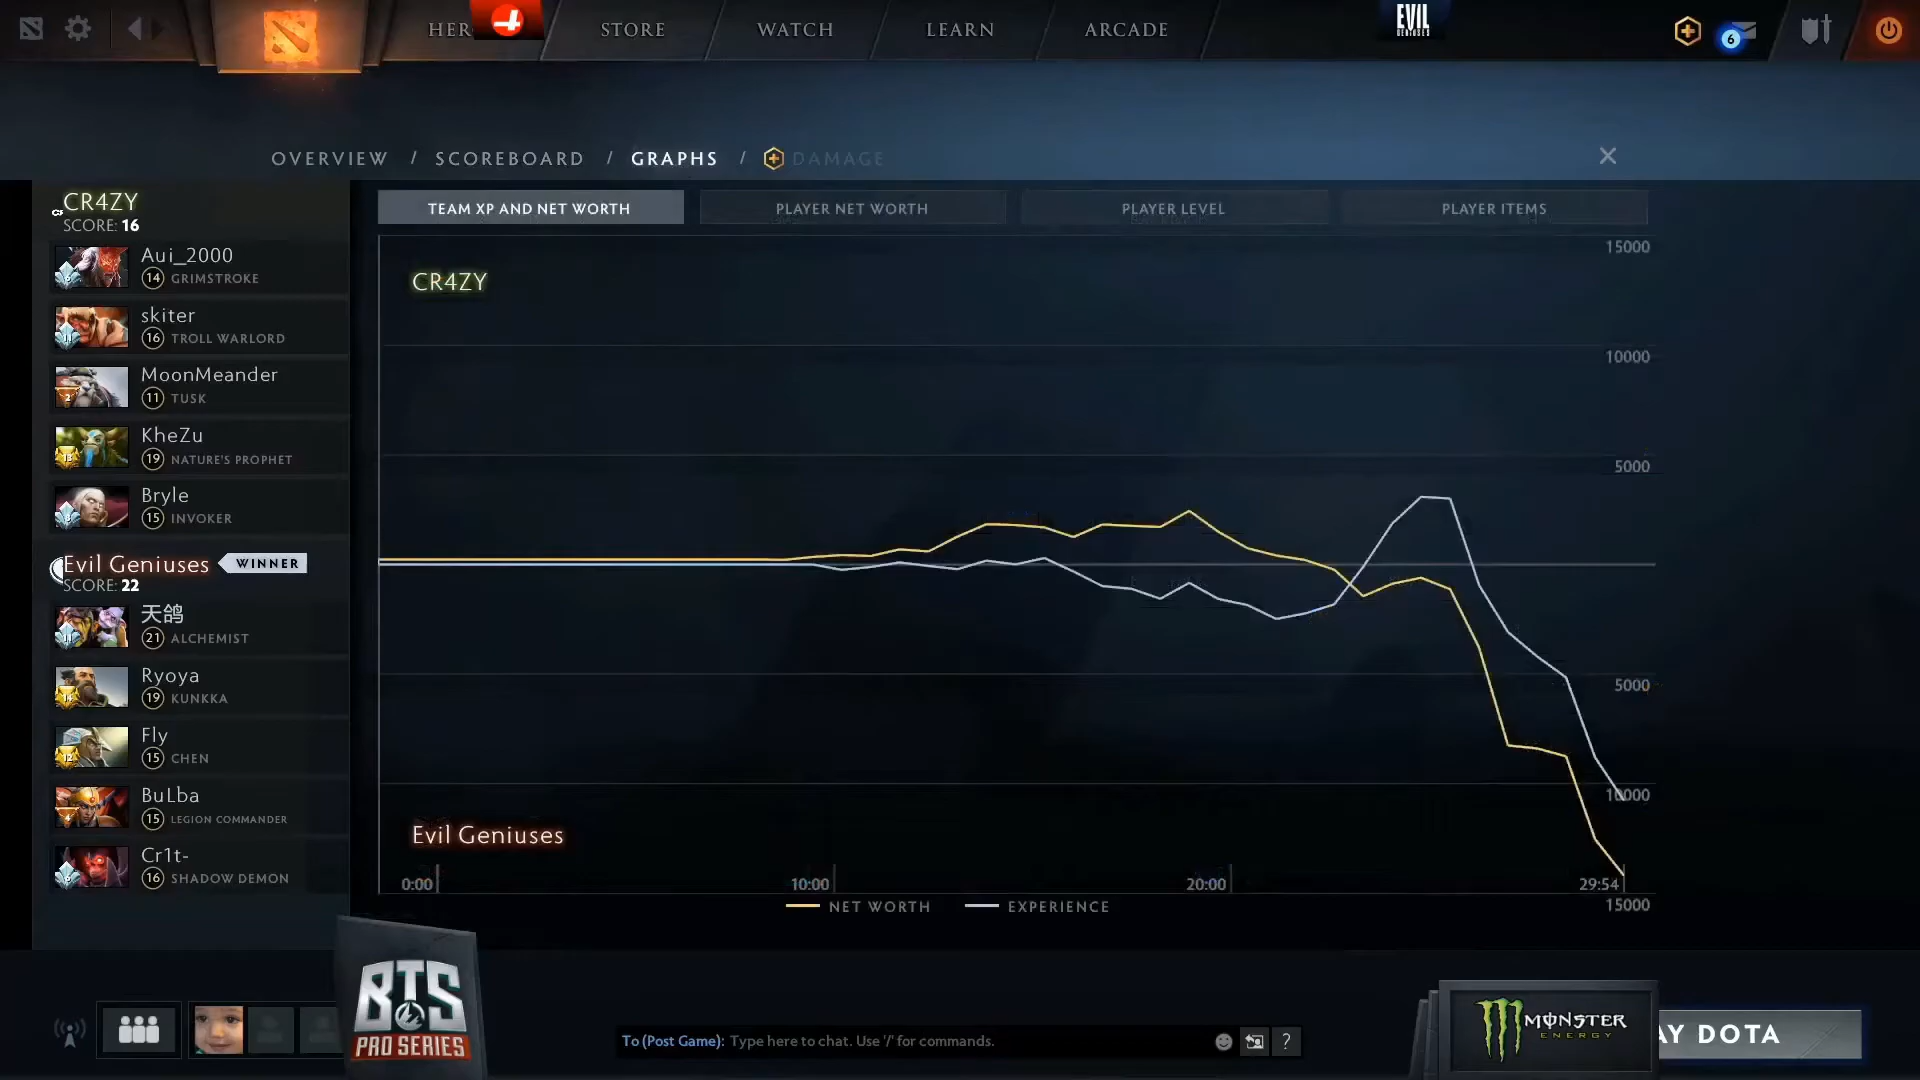 HER
STORE
WATCH
LEARN
ARCADE
EVIL
GENIUSES
6
OVERVIEW / SCOREBOARD / GRAPHS / DAMAGE
CR4ZY
SCORE: 16
Aui_2000
14 GRIMSTROKE
skiter
16 TROLL WARLORD
MoonMeander
11 TUSK
KheZu
19 NATURE'S PROPHET
Bryle
15 INVOKER
Evil Geniuses WINNER
SCORE: 22
天鸽
21 ALCHEMIST
Ryoya
19 KUNKKA
Fly
15 CHEN
BuLba
15 LEGION COMMANDER
Cr1t-
16 SHADOW DEMON
TEAM XP AND NET WORTH
PLAYER NET WORTH
PLAYER LEVEL
PLAYER ITEMS
CR4ZY
15000
10000
5000
5000
10000
15000
Evil Geniuses
0:00
10:00
20:00
29:54
NET WORTH
EXPERIENCE
BTS
PRO SERIES
To (Post Game): Type here to chat. Use '/' for commands.
?
MONSTER
ENERGY
AY DOTA